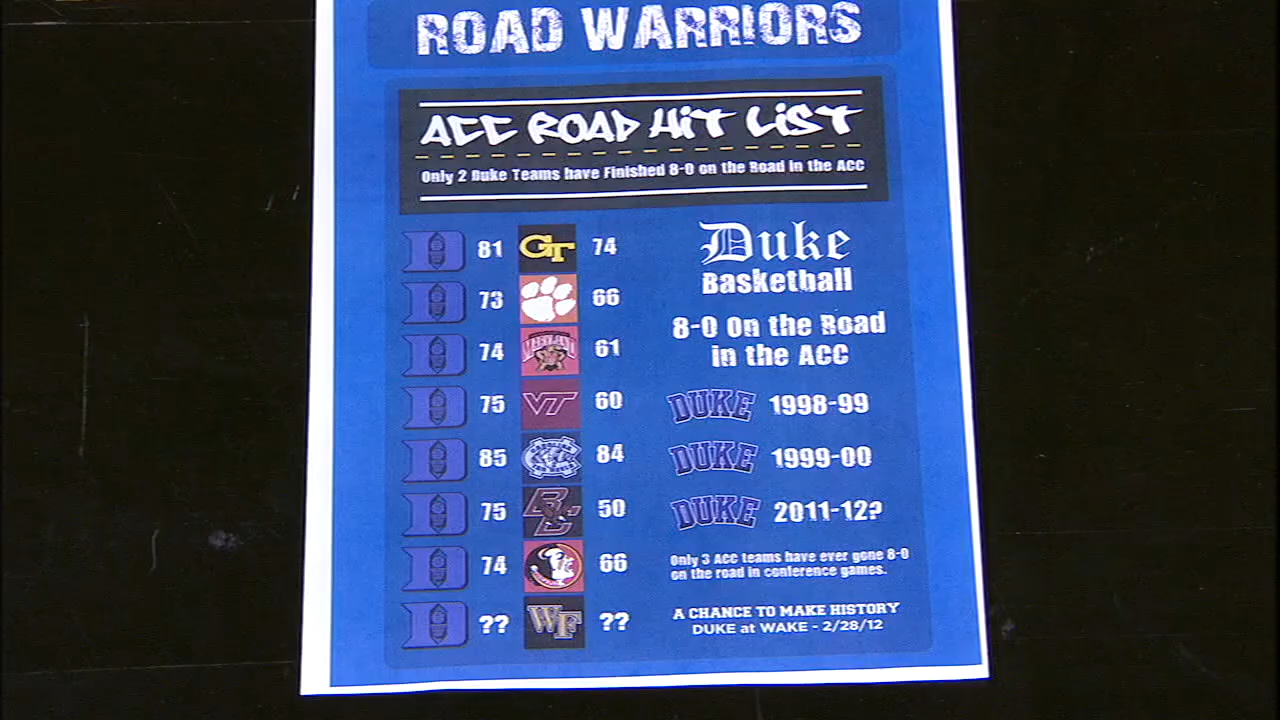 ROAD WARRIORS
ACC ROAD HIT LIST
Only 2 Duke Teams have Finished 8-0 on the Road in the ACC
D 81 GT 74
D 73 66
D 74 MARYLAND 61
D 75 VT 60
D 85 84
D 75 BC 50
D 74 66
D ?? WF ??
Duke
Basketball
8-0 On the Road
in the ACC
DUKE 1998-99
DUKE 1999-00
DUKE 2011-12?
Only 3 ACC teams have ever gone 8-0
on the road in conference games.
A CHANCE TO MAKE HISTORY
DUKE at WAKE - 2/28/12